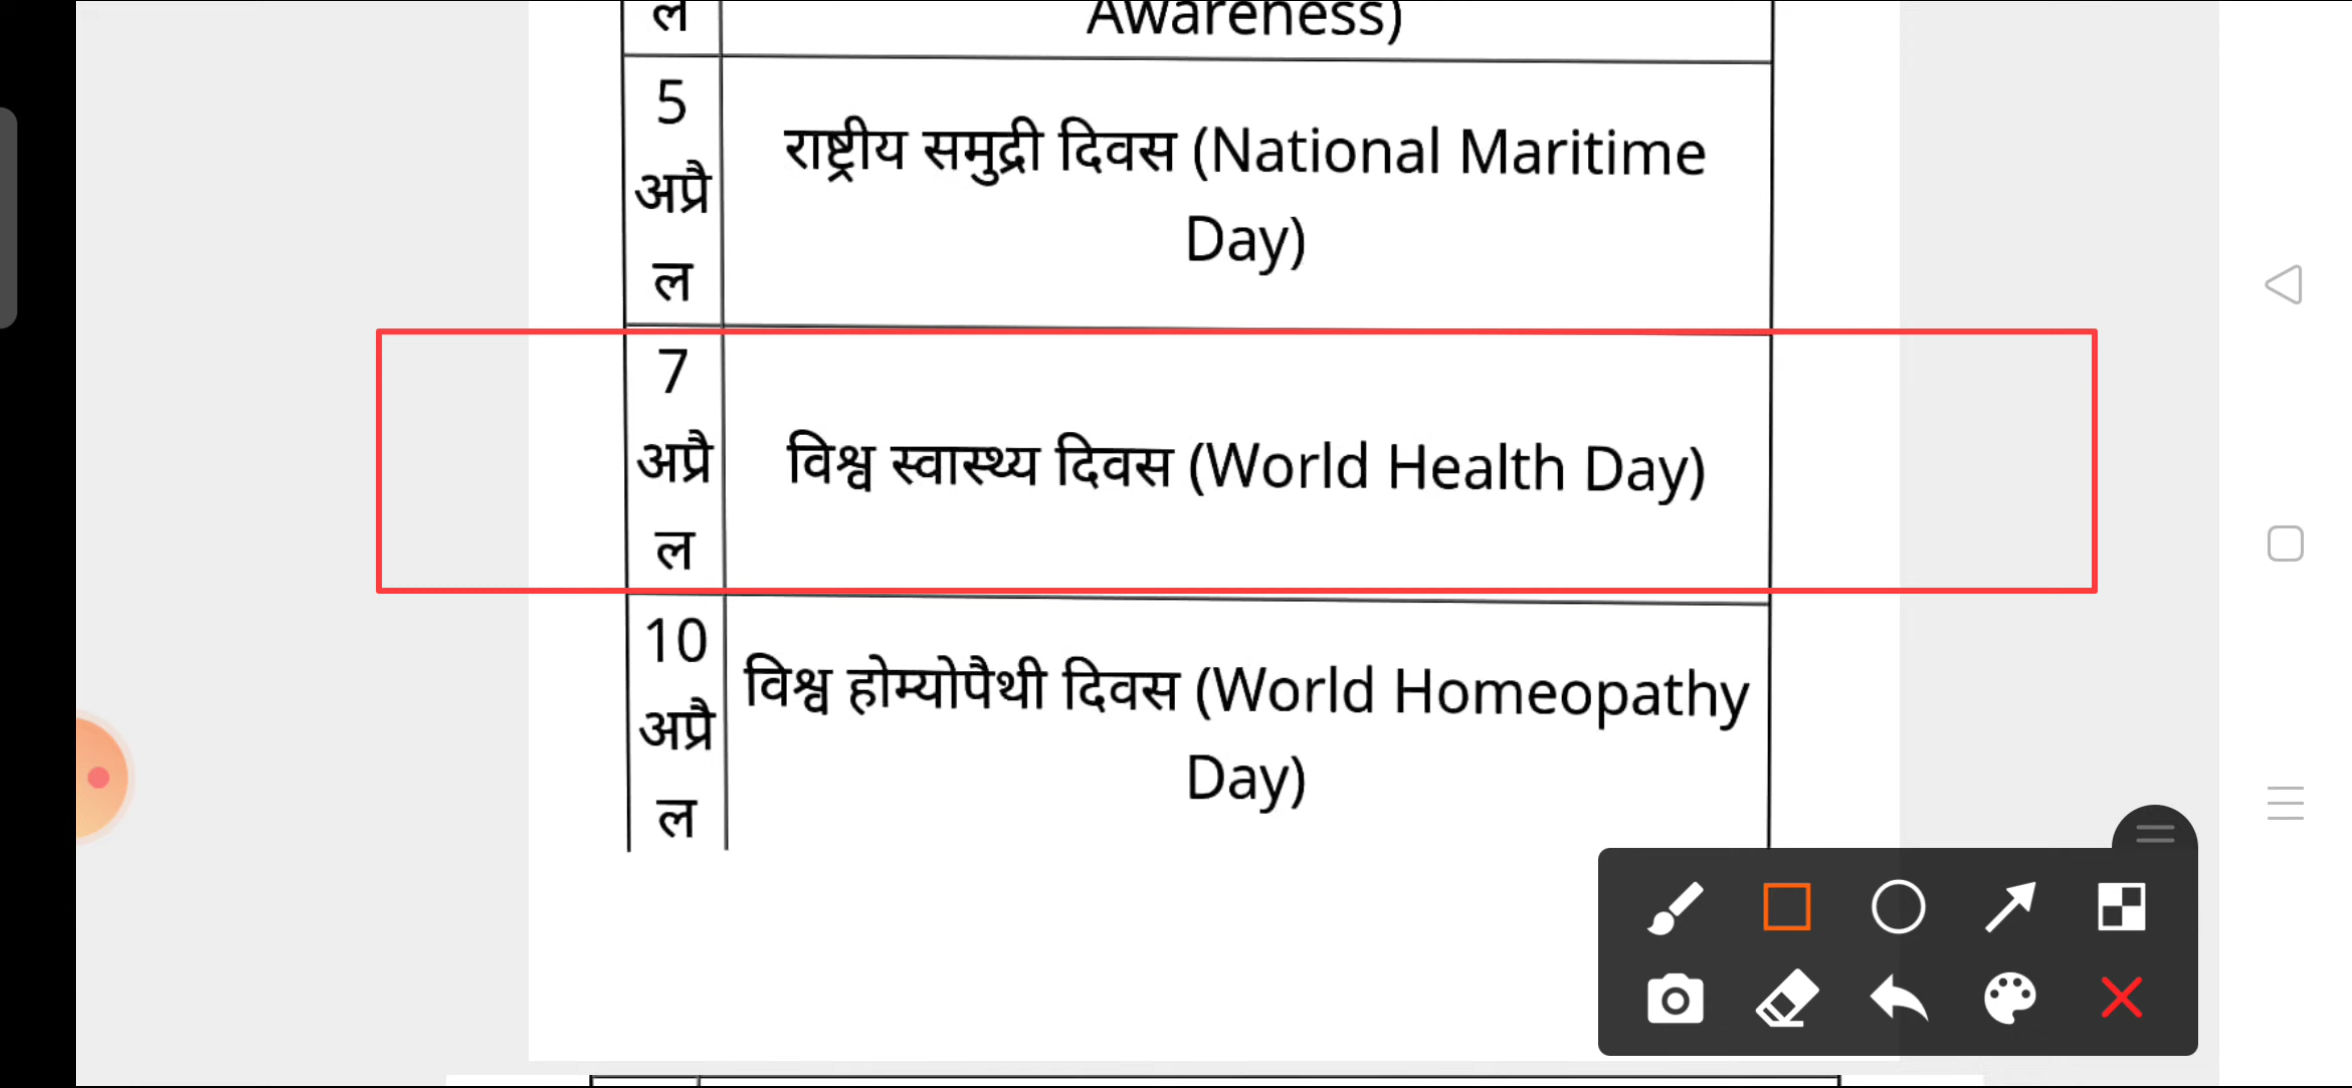 ल
Awareness)
5
अप्रै
ल
राष्ट्रीय समुद्री दिवस (National Maritime
Day)
7
अप्रै
ल
विश्व स्वास्थ्य दिवस (World Health Day)
10
अप्रै
ल
विश्व होम्योपैथी दिवस (World Homeopathy
Day)